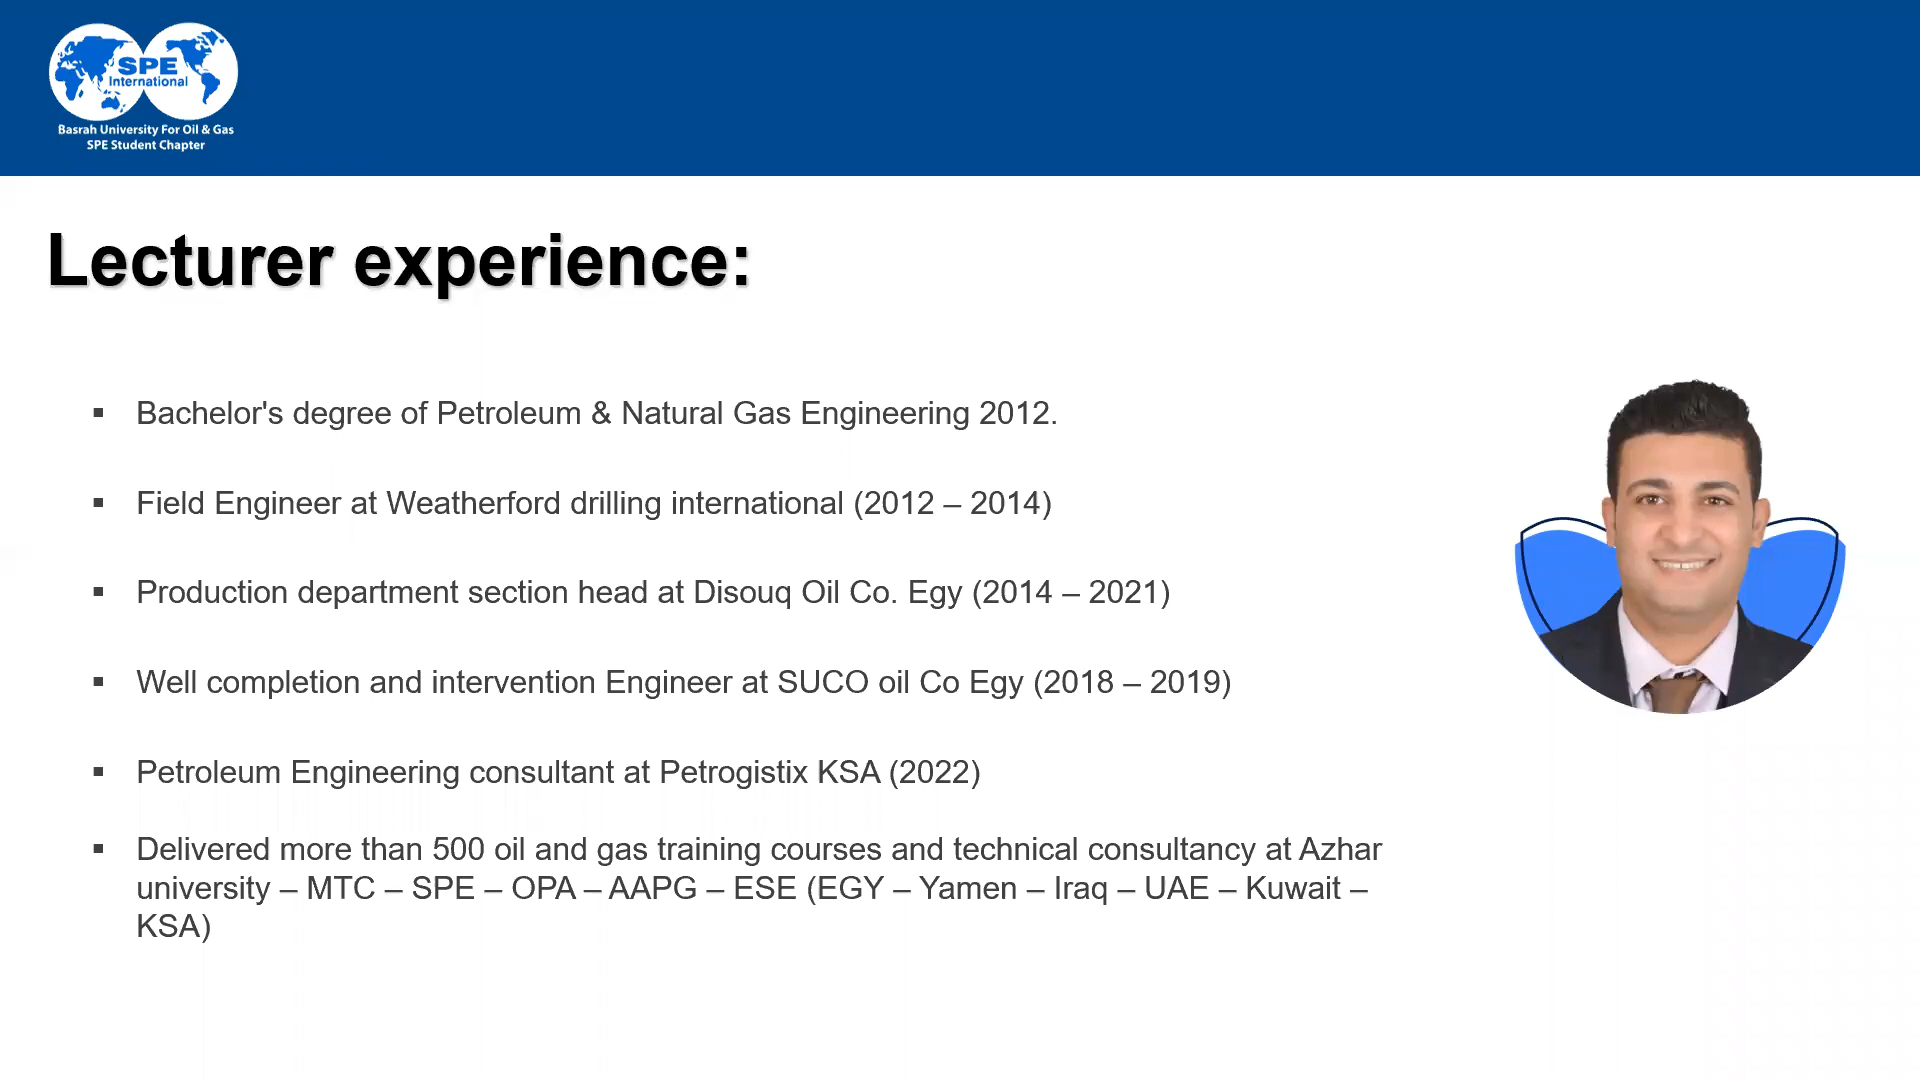 SPE
International
Basrah University For Oil & Gas
SPE Student Chapter
Lecturer experience:
▪ Bachelor's degree of Petroleum & Natural Gas Engineering 2012.
▪ Field Engineer at Weatherford drilling international (2012 – 2014)
▪ Production department section head at Disouq Oil Co. Egy (2014 – 2021)
▪ Well completion and intervention Engineer at SUCO oil Co Egy (2018 – 2019)
▪ Petroleum Engineering consultant at Petrogistix KSA (2022)
▪ Delivered more than 500 oil and gas training courses and technical consultancy at Azhar
university – MTC – SPE – OPA – AAPG – ESE (EGY – Yamen – Iraq – UAE – Kuwait –
KSA)